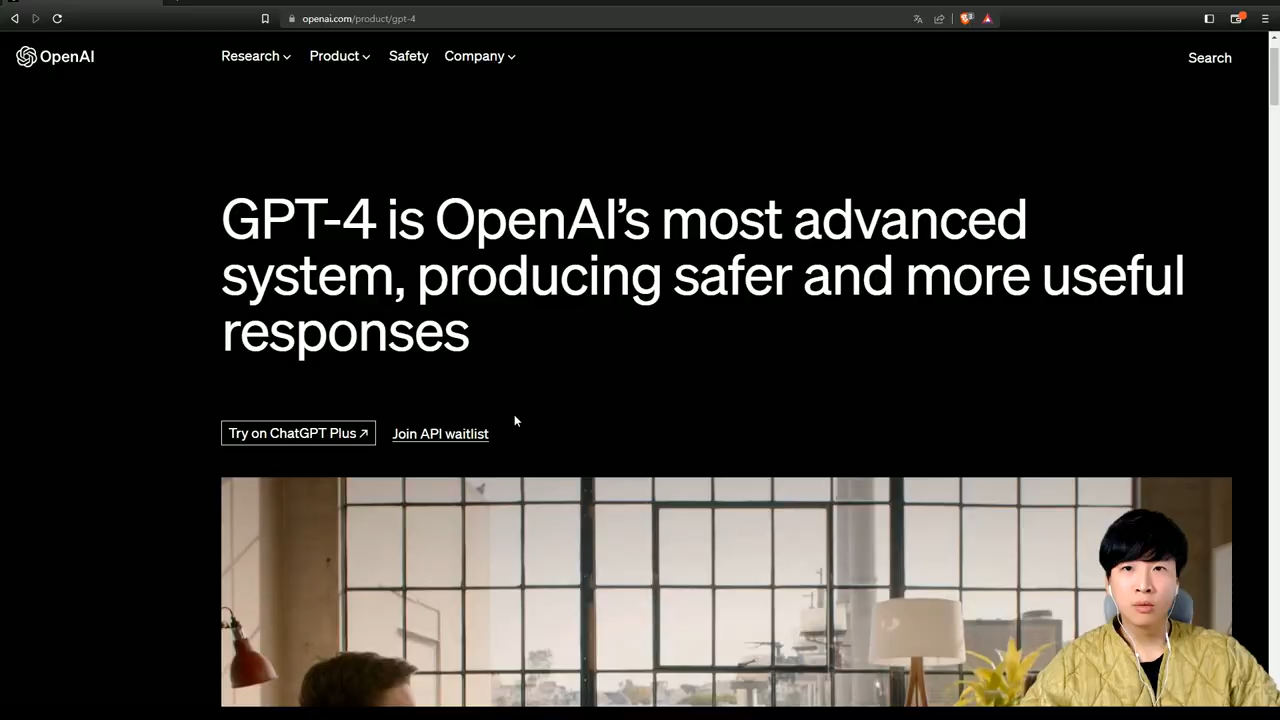 openai.com/product/gpt-4
OpenAI
Research
Product
Safety
Company
Search
GPT-4 is OpenAI’s most advanced
system, producing safer and more useful
responses
Try on ChatGPT Plus ↗
Join API waitlist